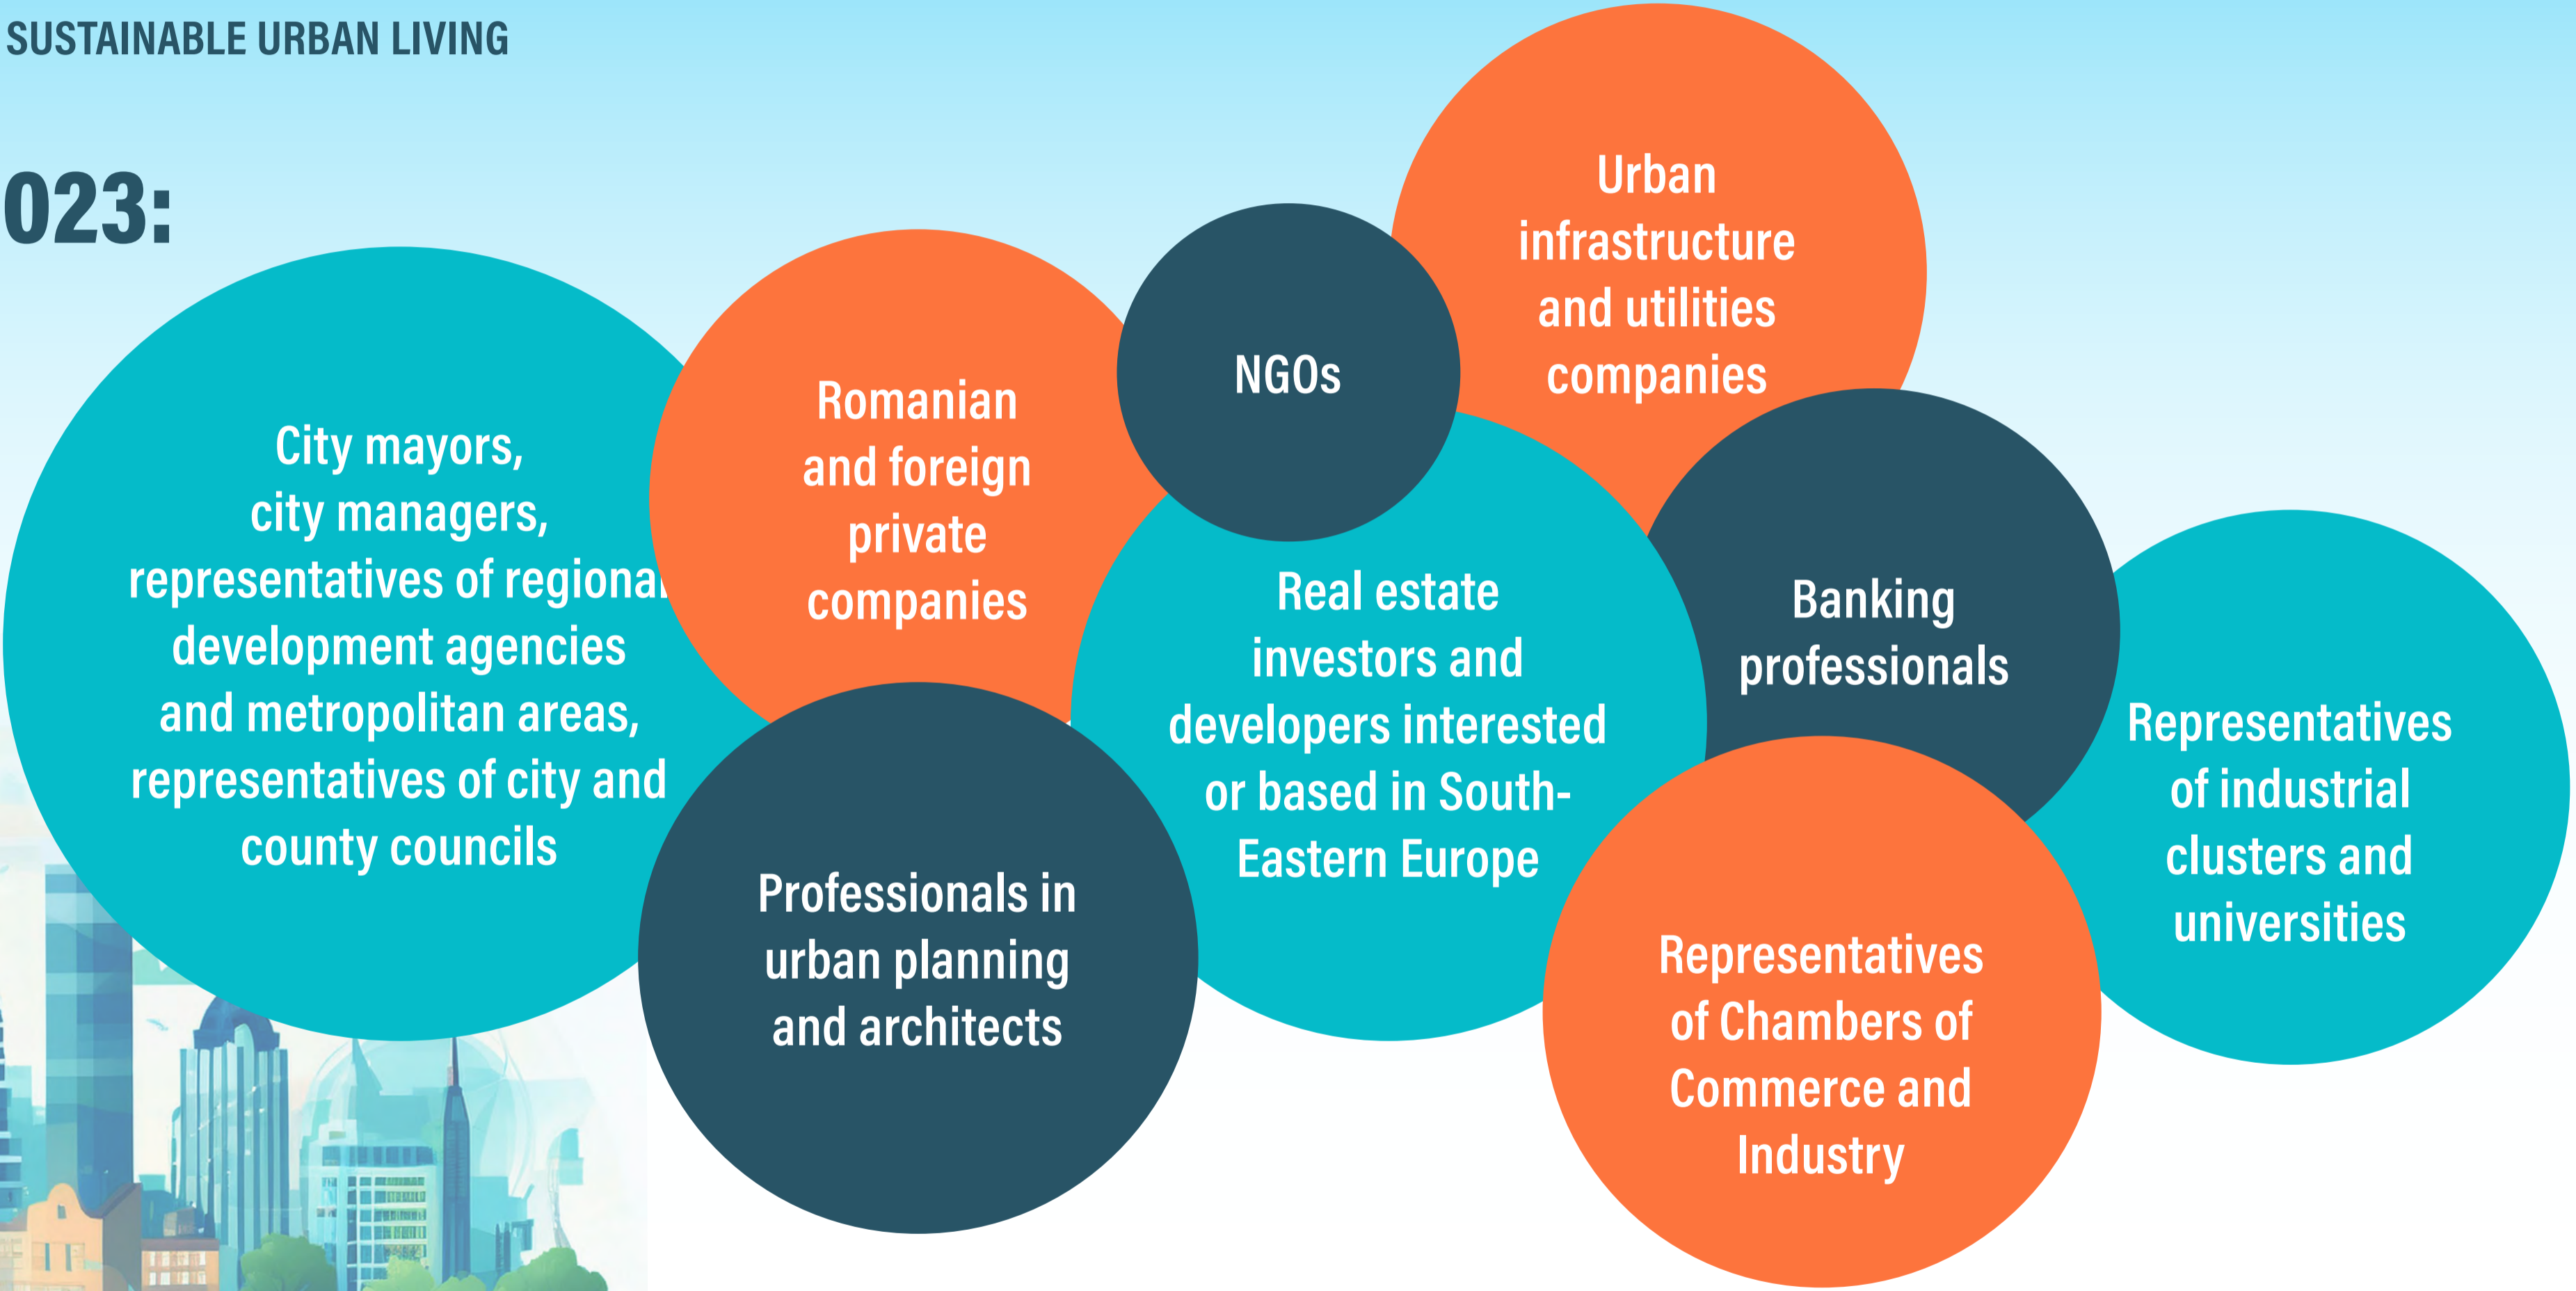 SUSTAINABLE URBAN LIVING
023:
City mayors,
city managers,
representatives of regional
development agencies
and metropolitan areas,
representatives of city and
county councils
Romanian
and foreign
private
companies
NGOs
Urban
infrastructure
and utilities
companies
Professionals in
urban planning
and architects
Real estate
investors and
developers interested
or based in South-
Eastern Europe
Banking
professionals
Representatives
of Chambers of
Commerce and
Industry
Representatives
of industrial
clusters and
universities